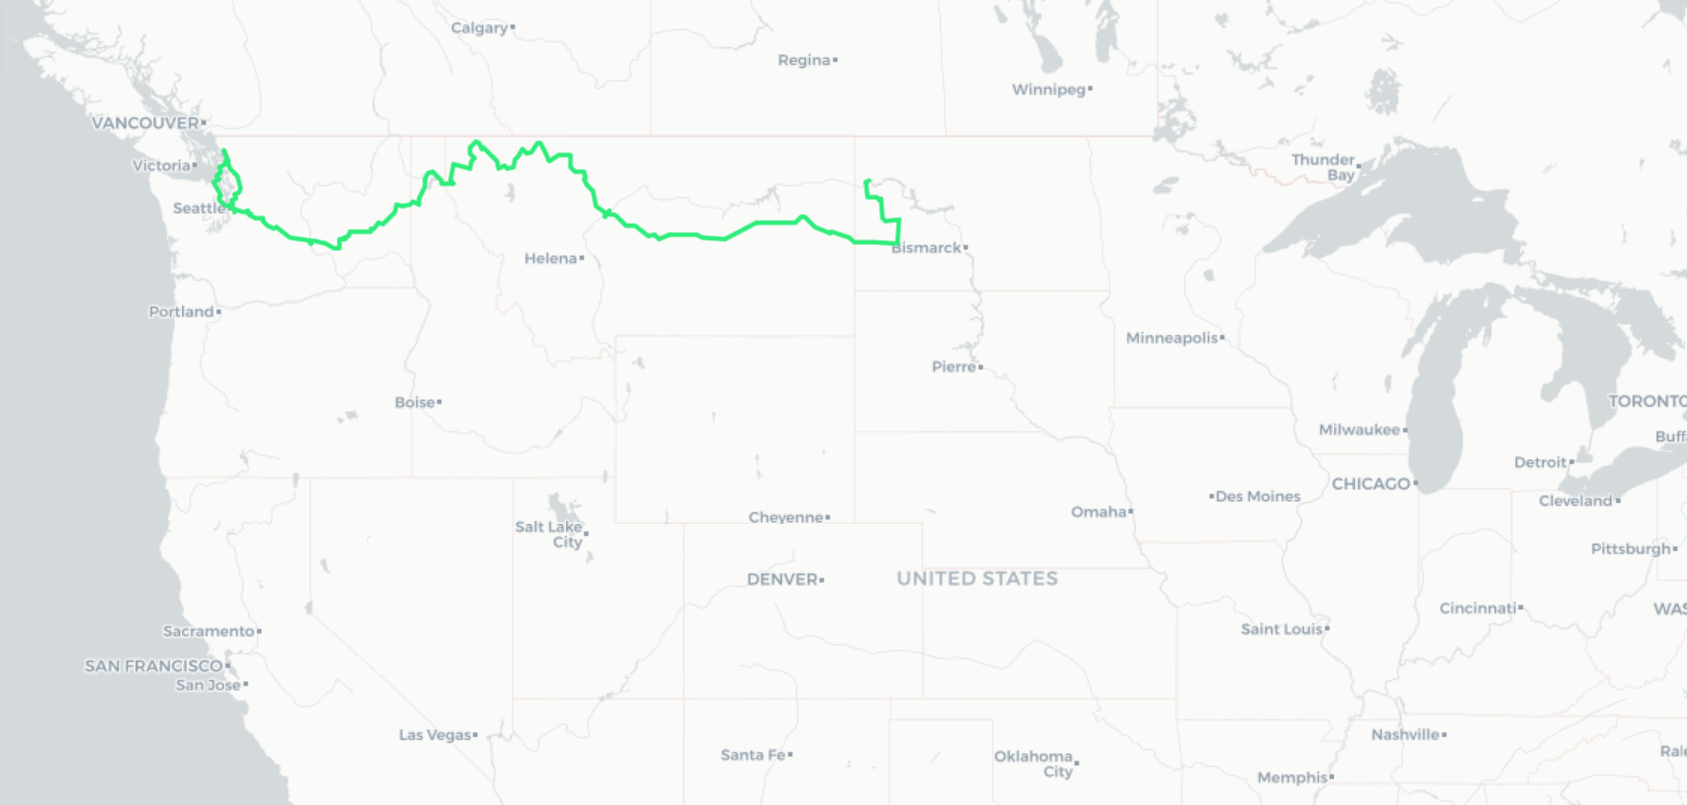 Calgary
Regina
Winnipeg
VANCOUVER
Victoria
Thunder
Bay
Seattle
Bismarck
Helena
Portland
Minneapolis
Pierre
Boise
TORONTO
Milwaukee
Buff
Detroit
CHICAGO
Des Moines
Cleveland
Omaha
Cheyenne
Salt Lake
City
Pittsburgh
DENVER
UNITED STATES
Cincinnati
WAS
Saint Louis
Sacramento
SAN FRANCISCO
San Jose
Las Vegas
Nashville
Rale
Santa Fe
Oklahoma
City
Memphis